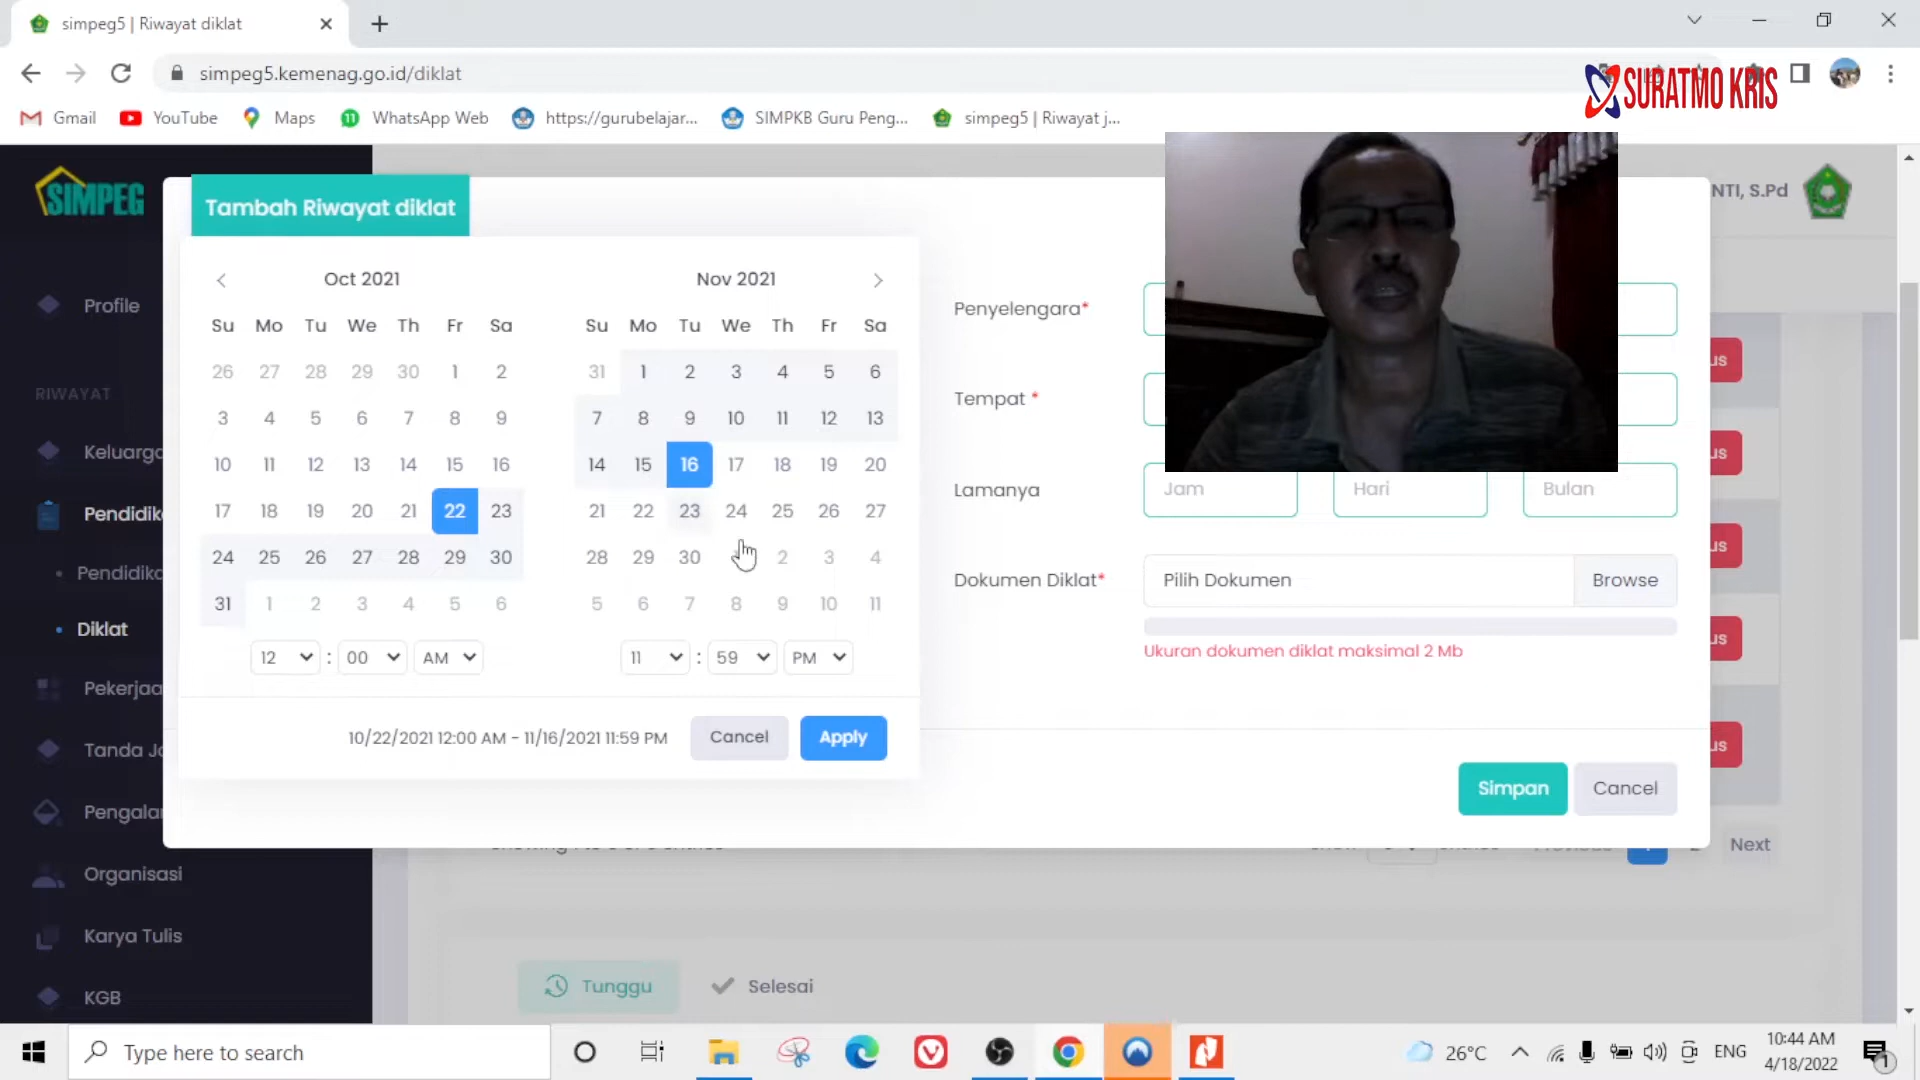 simpeg5 | Riwayat diklat
simpeg5.kemenag.go.id/diklat
SURATMO KRIS
Gmail YouTube Maps WhatsApp Web https://gurubelajar... SIMPKB Guru Peng... simpeg5 | Riwayat j...
SIMPEG
Tambah Riwayat diklat
NTI, S.Pd
Profile
RIWAYAT
Keluarga
Pendidik
Pendidika
Diklat
Pekerjaa
Tanda Ja
Pengalar
Organisasi
Karya Tulis
KGB
Oct 2021
Su Mo Tu We Th Fr Sa
26 27 28 29 30 1 2
3 4 5 6 7 8 9
10 11 12 13 14 15 16
17 18 19 20 21 22 23
24 25 26 27 28 29 30
31 1 2 3 4 5 6
12 : 00 AM
Nov 2021
Su Mo Tu We Th Fr Sa
31 1 2 3 4 5 6
7 8 9 10 11 12 13
14 15 16 17 18 19 20
21 22 23 24 25 26 27
28 29 30 2 3 4
5 6 7 8 9 10 11
11 : 59 PM
10/22/2021 12:00 AM - 11/16/2021 11:59 PM Cancel Apply
Penyelengara*
Tempat *
Lamanya Jam Hari Bulan
Dokumen Diklat* Pilih Dokumen Browse
Ukuran dokumen diklat maksimal 2 Mb
Simpan Cancel
us
us
us
us
us
Next
Tunggu Selesai
Type here to search
26°C ENG
10:44 AM
4/18/2022
1